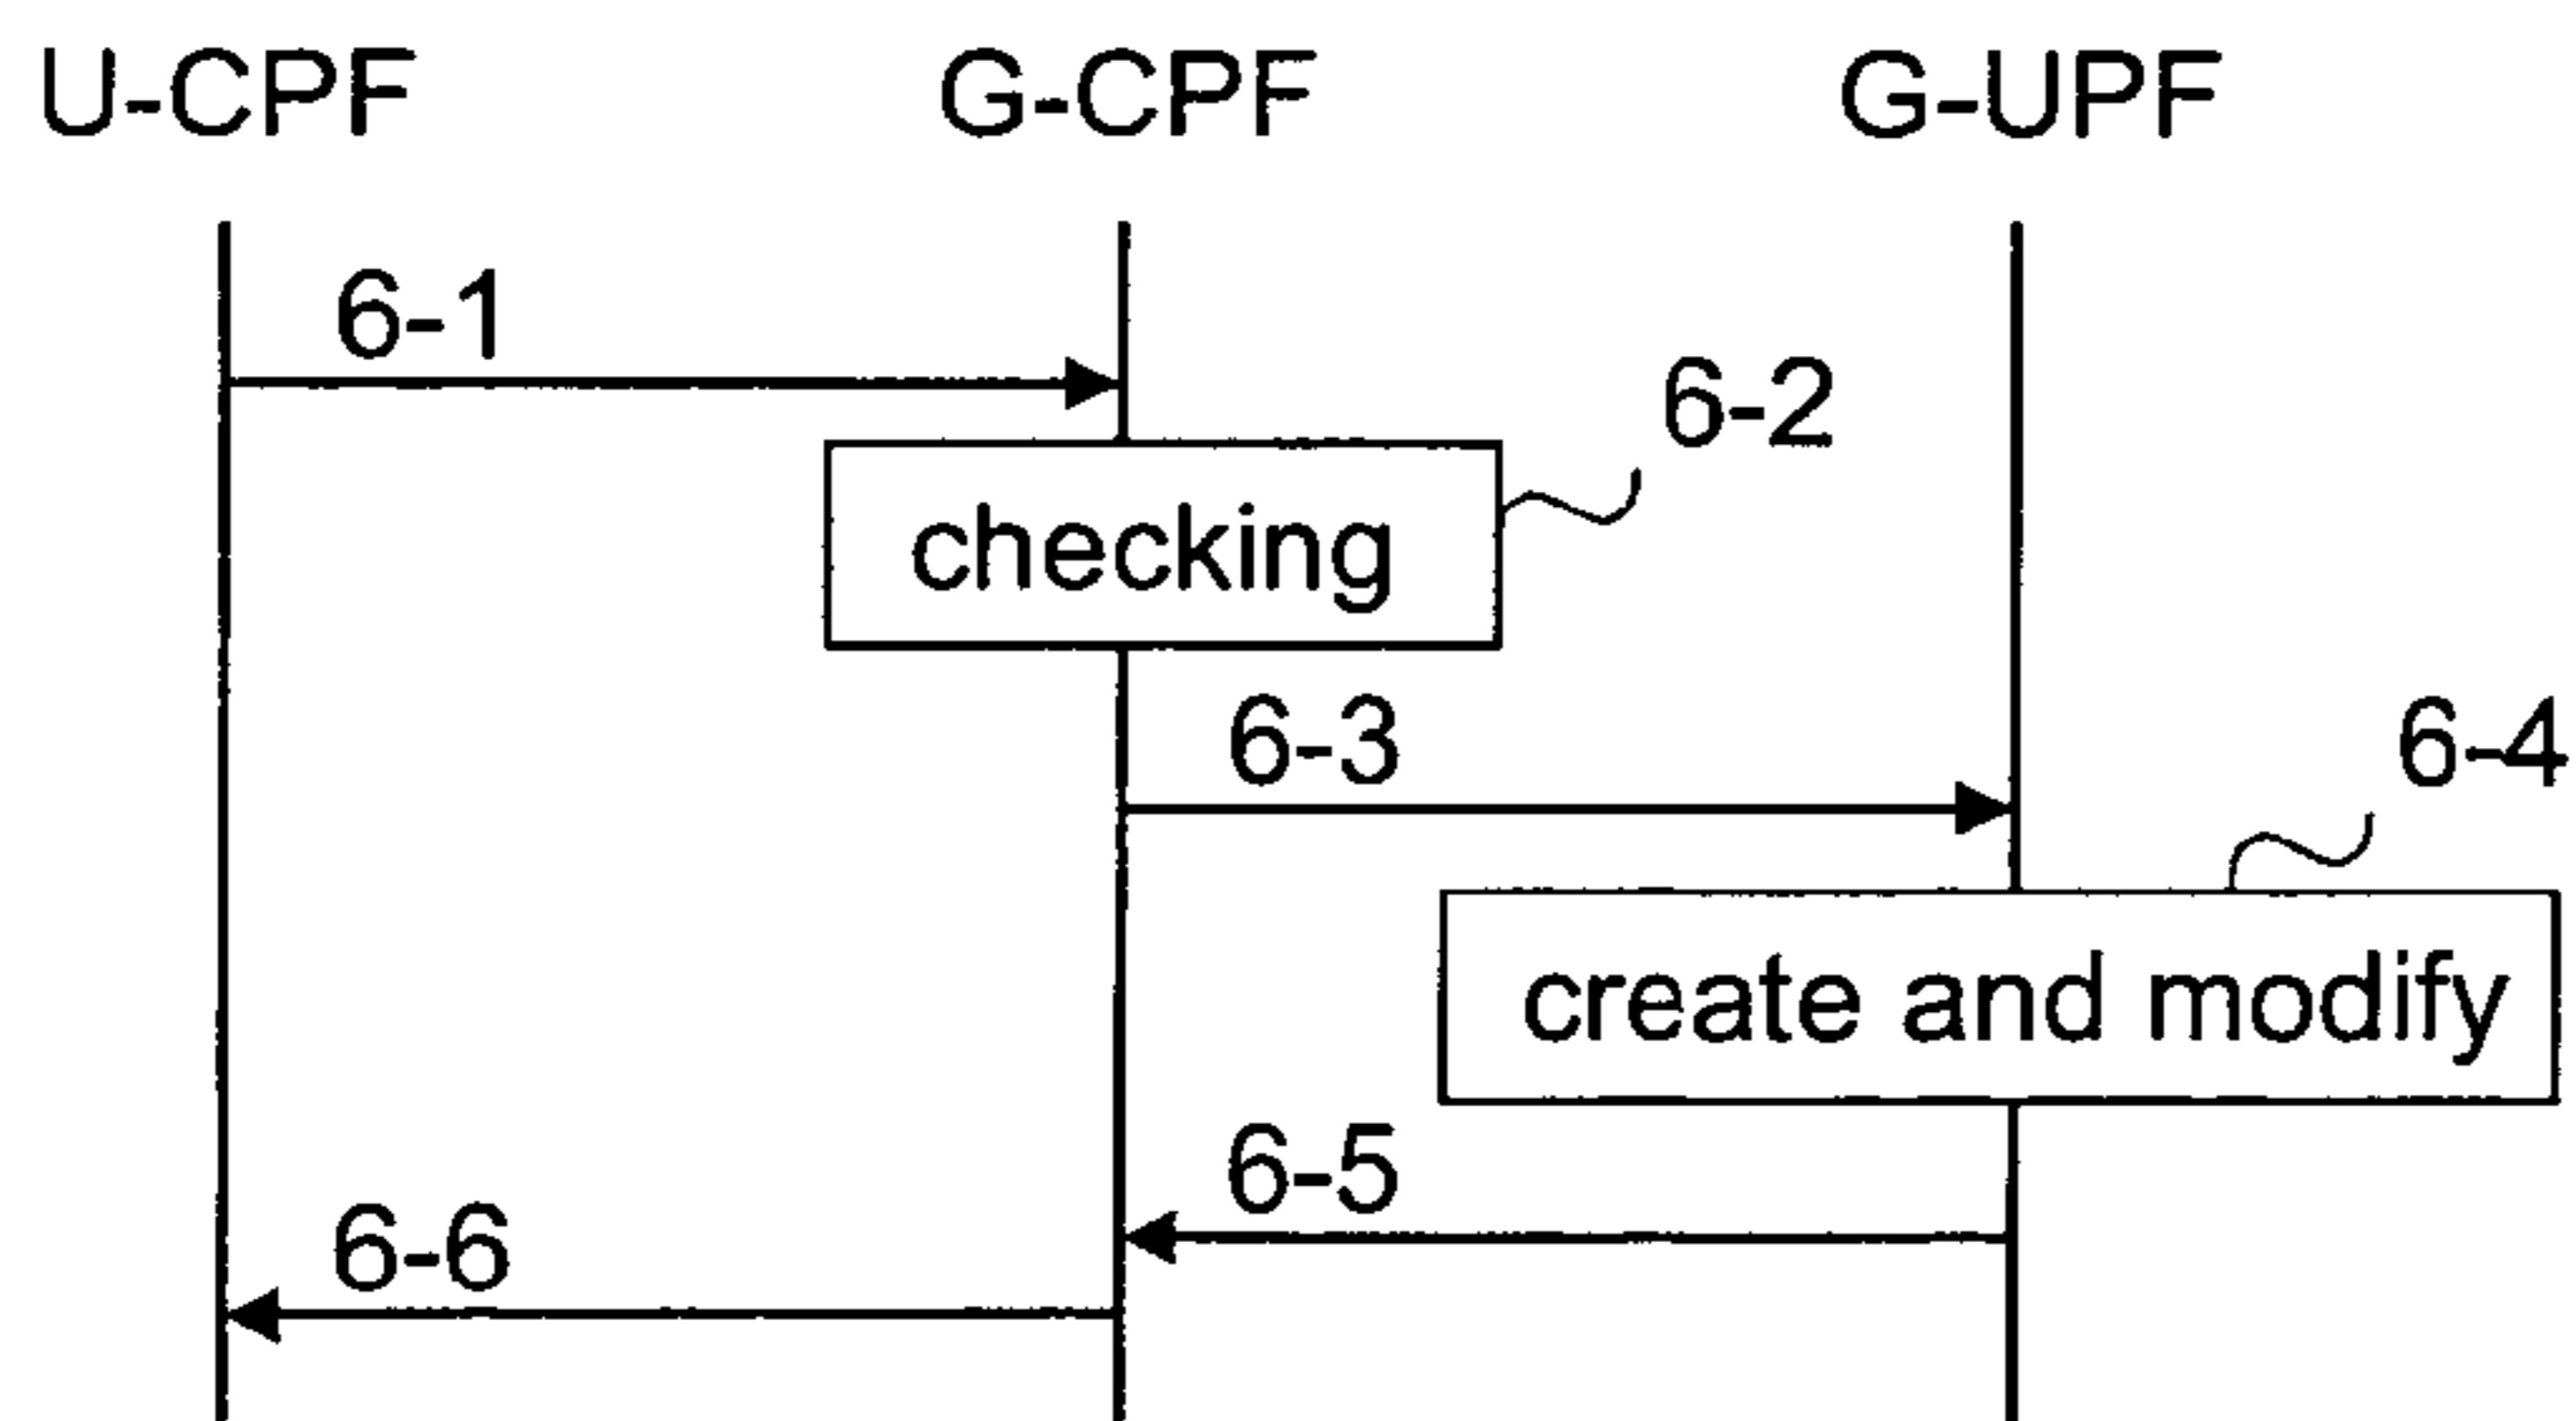 U-CPF G-CPF G-UPF
6-1
6-2
checking
6-3
6-4
create and modify
6-5
6-6